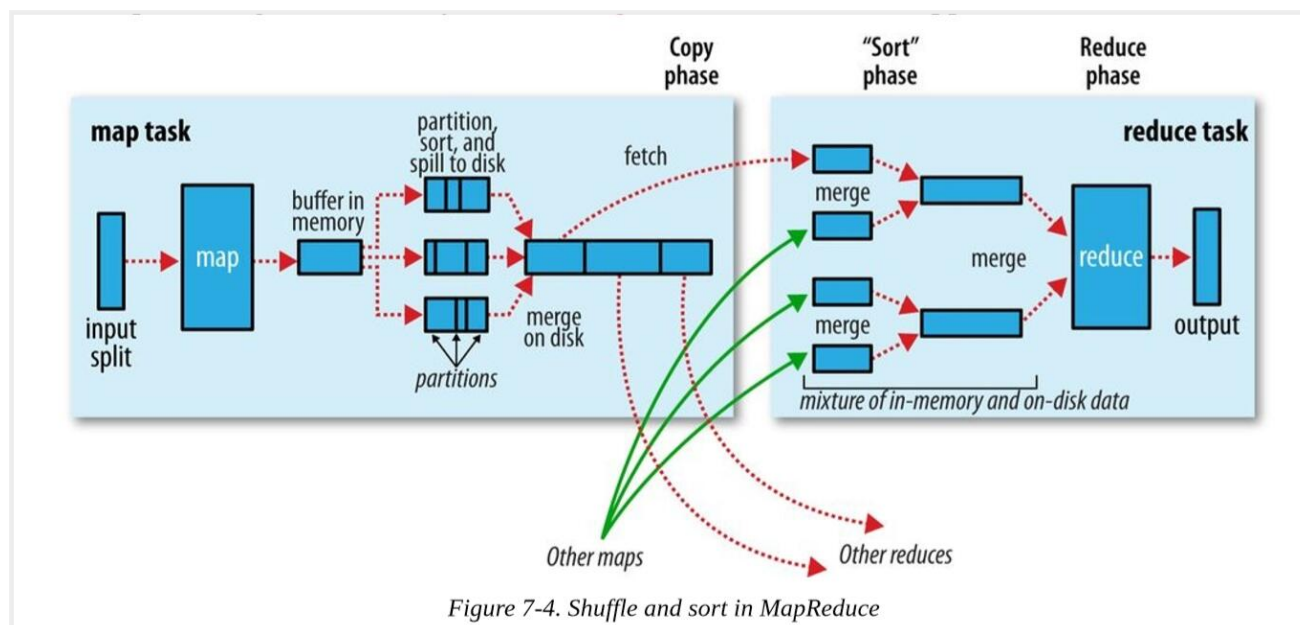 Copy
phase
“Sort”
phase
Reduce
phase
map task
reduce task
partition,
sort, and
spill to disk
fetch
buffer in
memory
merge
map
merge
reduce
input
split
merge
on disk
merge
output
partitions
mixture of in-memory and on-disk data
Other maps
Other reduces
Figure 7-4. Shuffle and sort in MapReduce